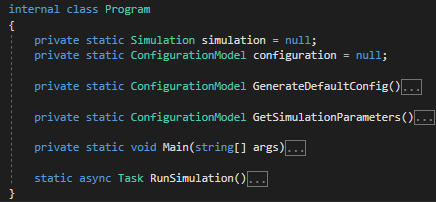 internal class Program
{
private static Simulation simulation = null;
private static ConfigurationModel configuration = null;
private static ConfigurationModel GenerateDefaultConfig()...
private static ConfigurationModel GetSimulationParameters()...
private static void Main(string[] args)...
static async Task RunSimulation()...
}